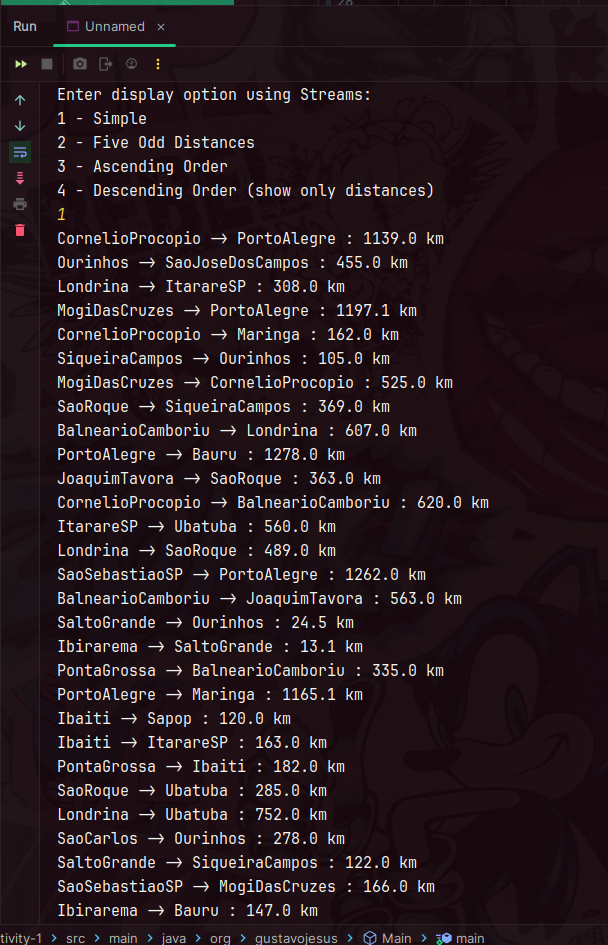 Run Unnamed ×
Enter display option using Streams:
1 - Simple
2 - Five Odd Distances
3 - Ascending Order
4 - Descending Order (show only distances)
1
CornelioProcopio -> PortoAlegre : 1139.0 km
Ourinhos -> SaoJoseDosCampos : 455.0 km
Londrina -> ItarareSP : 308.0 km
MogiDasCruzes -> PortoAlegre : 1197.1 km
CornelioProcopio -> Maringa : 162.0 km
SiqueiraCampos -> Ourinhos : 105.0 km
MogiDasCruzes -> CornelioProcopio : 525.0 km
SaoRoque -> SiqueiraCampos : 369.0 km
BalnearioCamboriu -> Londrina : 607.0 km
PortoAlegre -> Bauru : 1278.0 km
JoaquimTavora -> SaoRoque : 363.0 km
CornelioProcopio -> BalnearioCamboriu : 620.0 km
ItarareSP -> Ubatuba : 560.0 km
Londrina -> SaoRoque : 489.0 km
SaoSebastiaoSP -> PortoAlegre : 1262.0 km
BalnearioCamboriu -> JoaquimTavora : 563.0 km
SaltoGrande -> Ourinhos : 24.5 km
Ibirarema -> SaltoGrande : 13.1 km
PontaGrossa -> BalnearioCamboriu : 335.0 km
PortoAlegre -> Maringa : 1165.1 km
Ibaiti -> Sapop : 120.0 km
Ibaiti -> ItarareSP : 163.0 km
PontaGrossa -> Ibaiti : 182.0 km
SaoRoque -> Ubatuba : 285.0 km
Londrina -> Ubatuba : 752.0 km
SaoCarlos -> Ourinhos : 278.0 km
SaltoGrande -> SiqueiraCampos : 122.0 km
SaoSebastiaoSP -> MogiDasCruzes : 166.0 km
Ibirarema -> Bauru : 147.0 km
tivity-1 > src > main > java > org > gustavojesus > Main > main